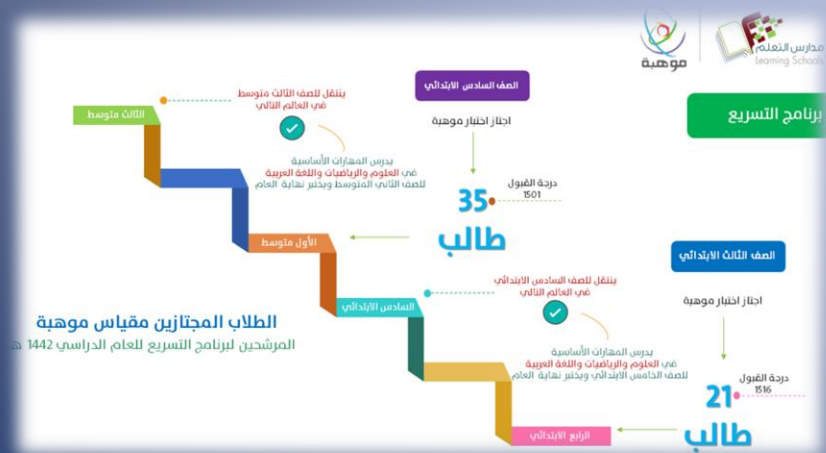 موهبة
مدارس التعلم
Learning Schools
برنامج التسريع
الصف السادس الابتدائي
اجتاز اختبار موهبة
درجة القبول
1501
35
طالب
ينتقل للصف الثالث متوسط
في العالم التالي
يدرس المهارات الأساسية
في العلوم والرياضيات واللغة العربية
للصف الثاني المتوسط ويختبر نهاية العام
الثالث متوسط
الأول متوسط
الصف الثالث الابتدائي
اجتاز اختبار موهبة
درجة القبول
1516
21
طالب
ينتقل للصف السادس الابتدائي
في العالم التالي
يدرس المهارات الأساسية
في العلوم والرياضيات واللغة العربية
للصف الخامس الابتدائي ويختبر نهاية العام
السادس الابتدائي
الرابع الابتدائي
الطلاب المجتازين مقياس موهبة
المرشحين لبرنامج التسريع للعام الدراسي 1442 هـ